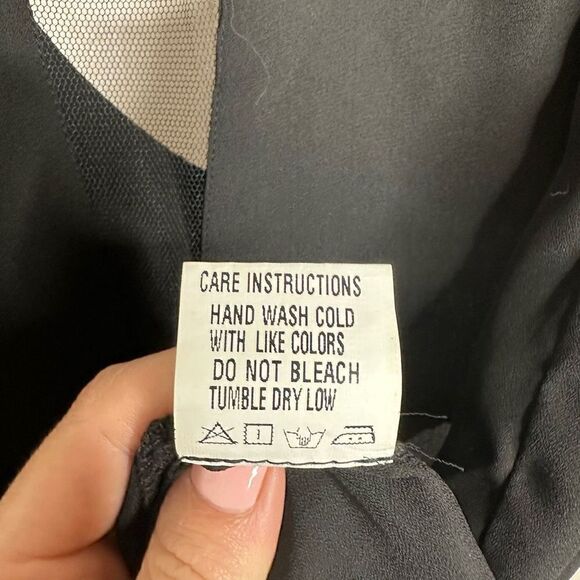 CARE INSTRUCTIONS
HAND WASH COLD
WITH LIKE COLORS
DO NOT BLEACH
TUMBLE DRY LOW